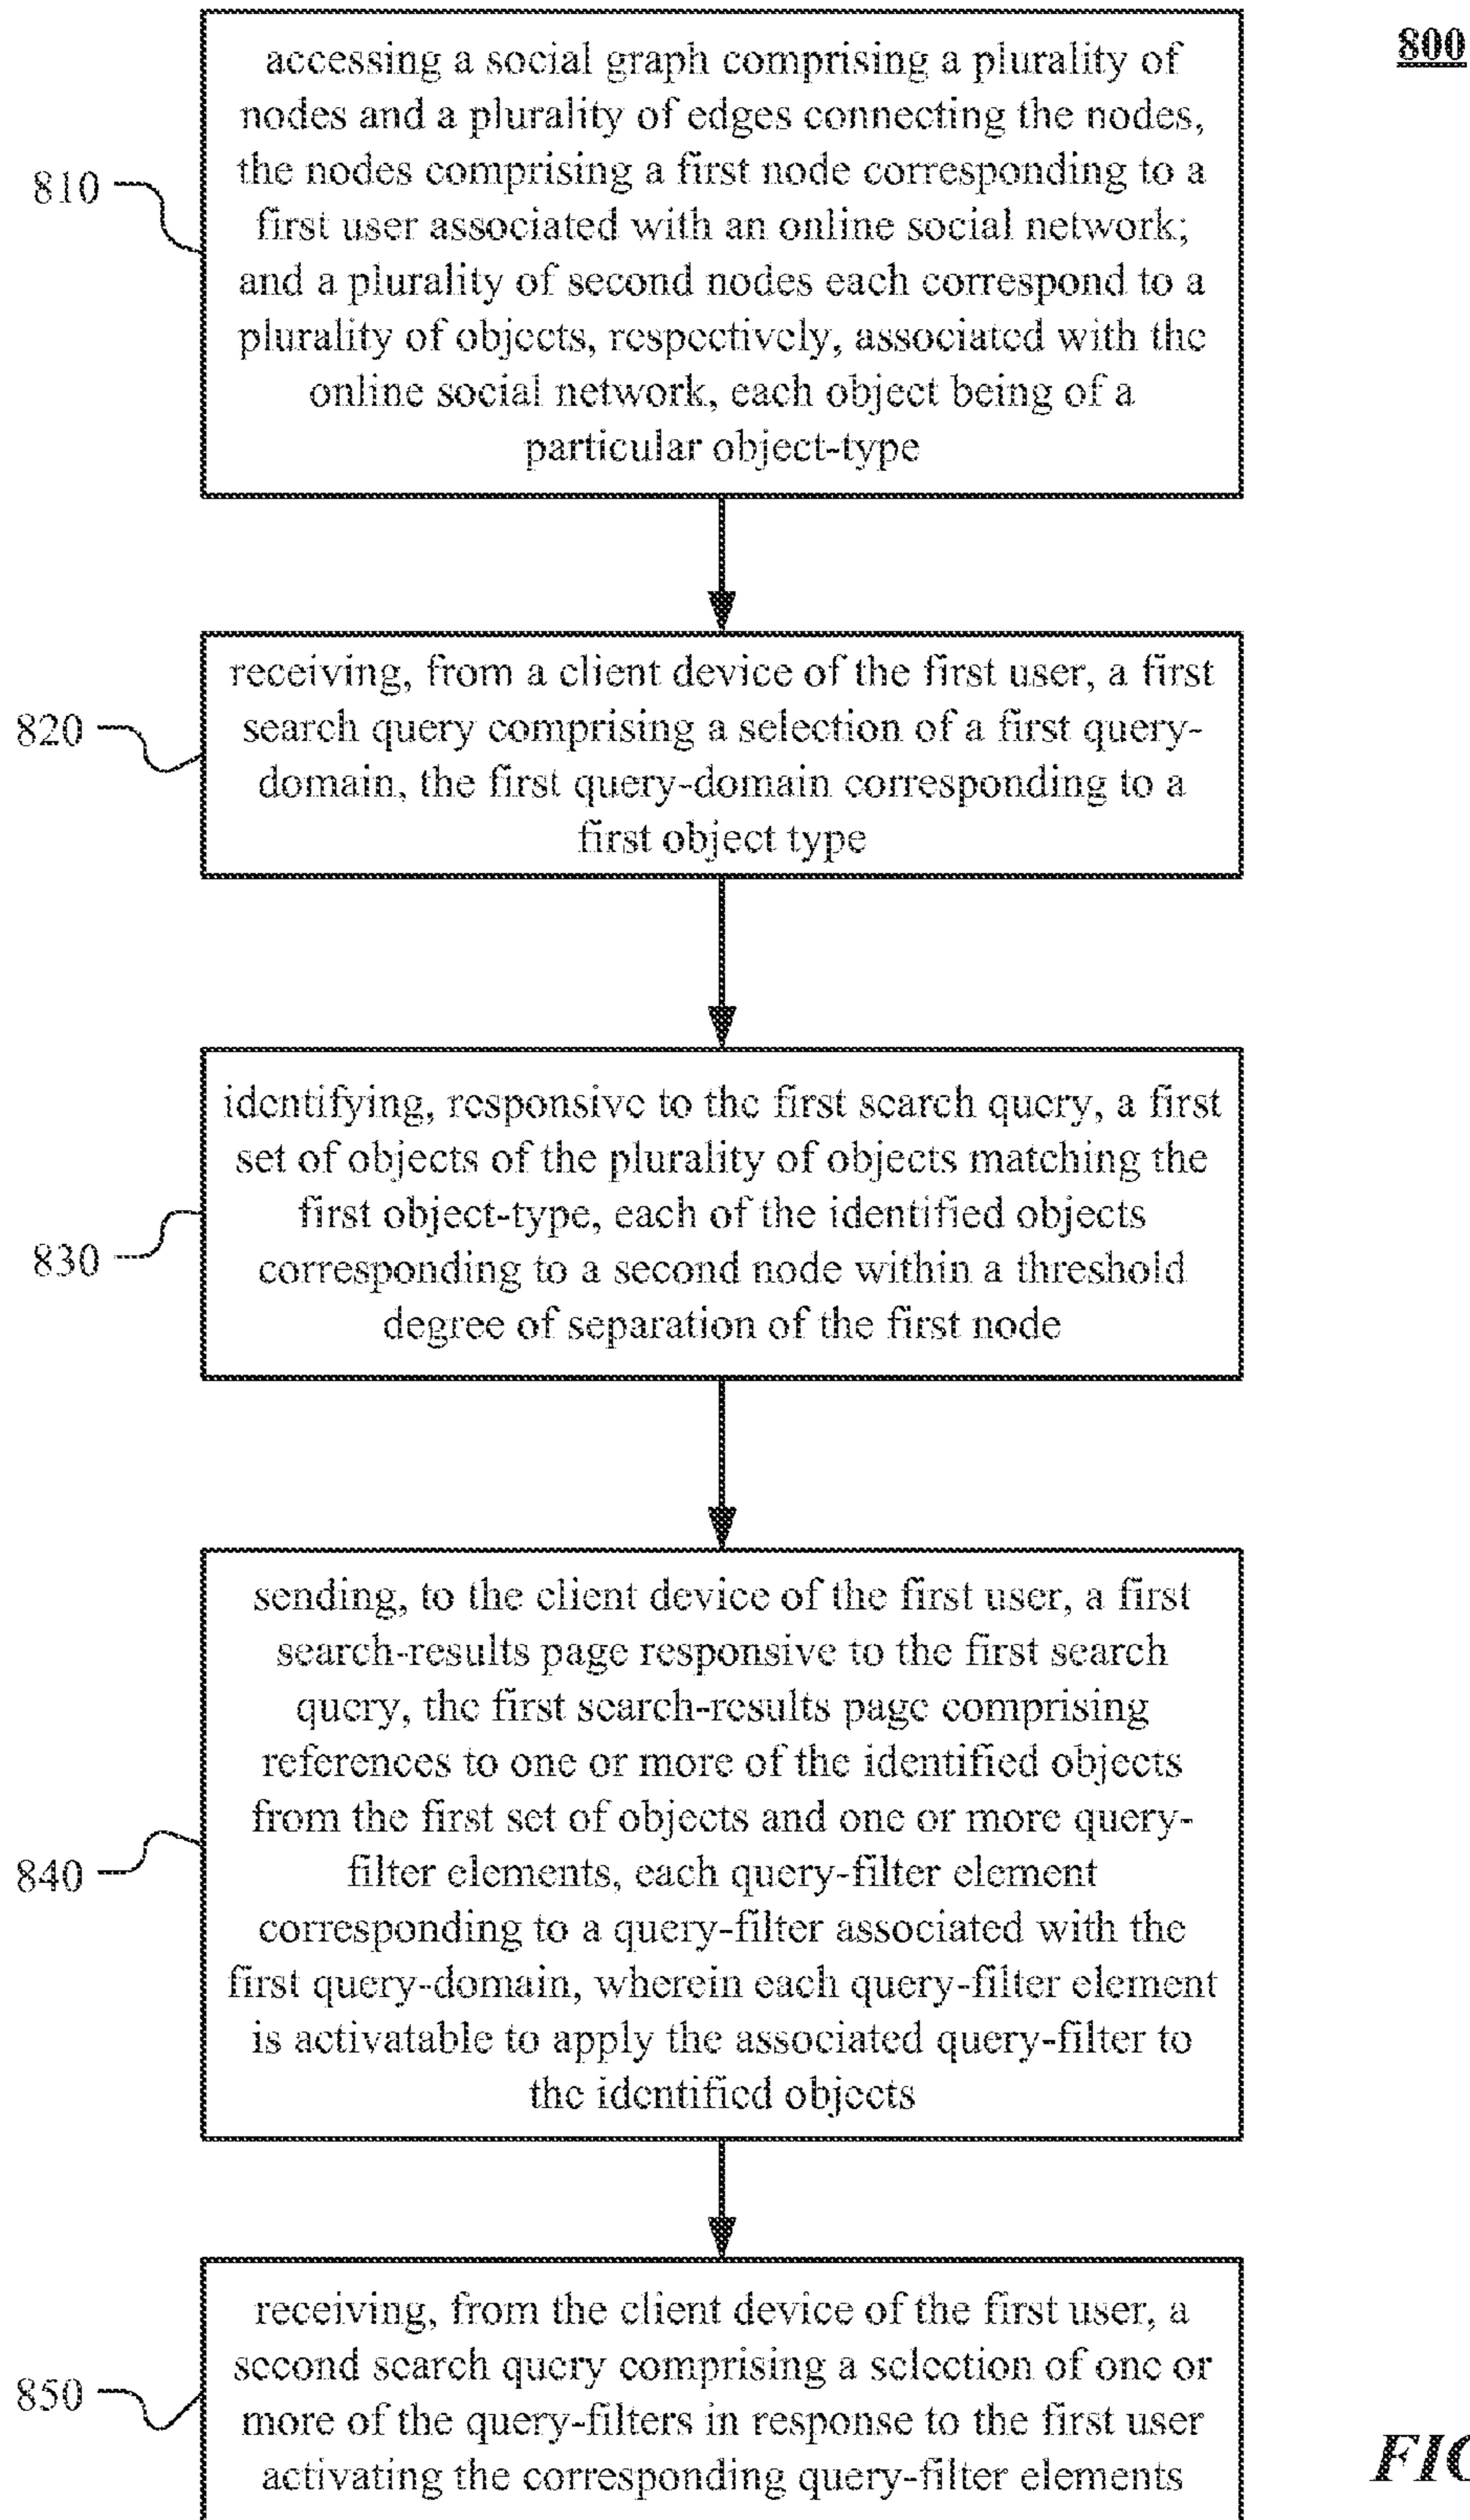 800
810
accessing a social graph comprising a plurality of
nodes and a plurality of edges connecting the nodes,
the nodes comprising a first node corresponding to a
first user associated with an online social network;
and a plurality of second nodes each correspond to a
plurality of objects, respectively, associated with the
online social network, each object being of a
particular object-type
820
receiving, from a client device of the first user, a first
search query comprising a selection of a first query-
domain, the first query-domain corresponding to a
first object type
830
identifying, responsive to the first search query, a first
set of objects of the plurality of objects matching the
first object-type, each of the identified objects
corresponding to a second node within a threshold
degree of separation of the first node
840
sending, to the client device of the first user, a first
search-results page responsive to the first search
query, the first search-results page comprising
references to one or more of the identified objects
from the first set of objects and one or more query-
filter elements, each query-filter element
corresponding to a query-filter associated with the
first query-domain, wherein each query-filter element
is activatable to apply the associated query-filter to
the identified objects
850
receiving, from the client device of the first user, a
second search query comprising a selection of one or
more of the query-filters in response to the first user
activating the corresponding query-filter elements